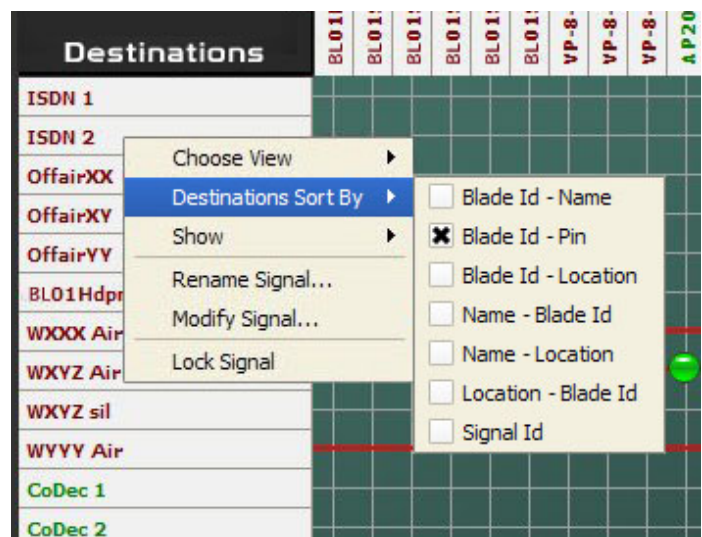 Destinations
BL01
BL01
BL01
BL01
BL01
BL01
VP-8-
VP-8-
VP-8-
AP20
ISDN 1
ISDN 2
OffairXX
OffairXY
OffairYY
BL01Hdpr
WXXX Air
WXYZ Air
WXYZ sil
WYYY Air
CoDec 1
CoDec 2
Choose View
Destinations Sort By
Show
Rename Signal...
Modify Signal...
Lock Signal
Blade Id - Name
Blade Id - Pin
Blade Id - Location
Name - Blade Id
Name - Location
Location - Blade Id
Signal Id